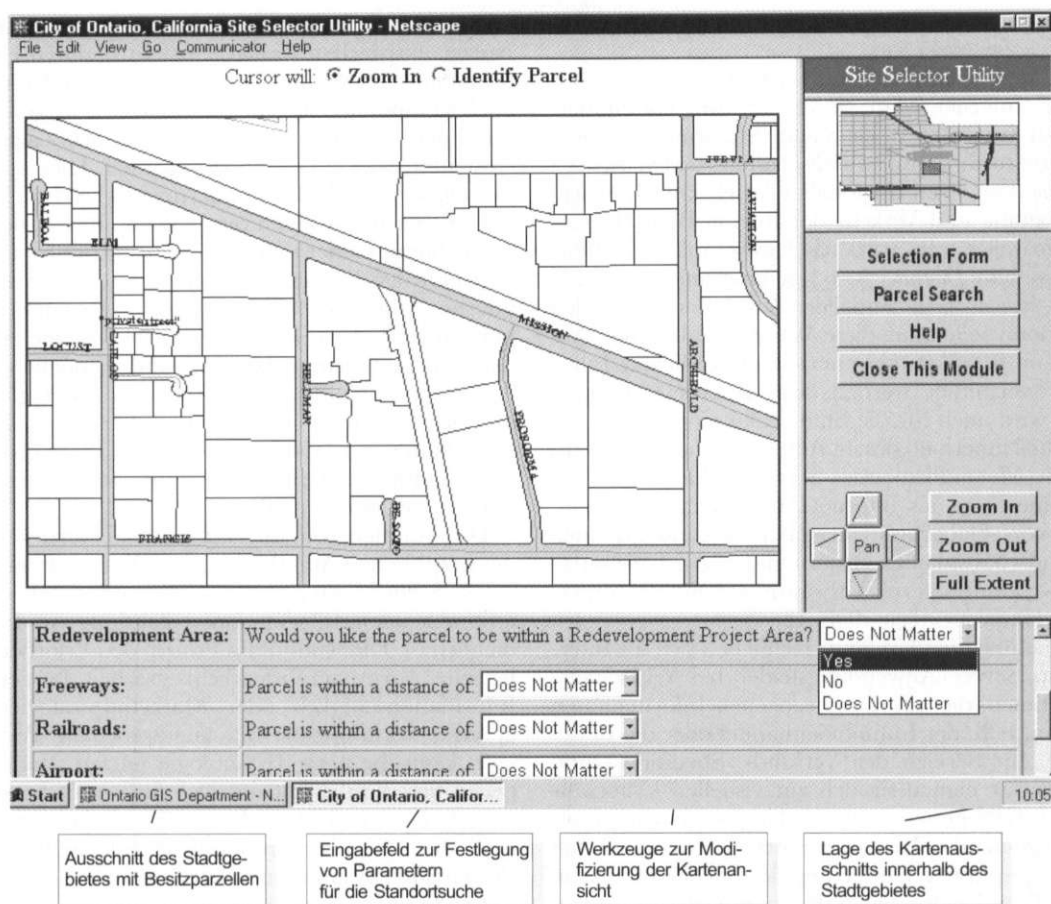 City of Ontario, California Site Selector Utility - Netscape
File Edit View Go Communicator Help
Cursor will: Zoom In Identify Parcel
Site Selector Utility
JURUPA
BALBOA
AVIATION
ELM
"private street"
MISSION
LOCUST
CARLOS
HELLMAN
ARCHIBALD
PROFORMA
DE SOTO
FRANCIS
Selection Form
Parcel Search
Help
Close This Module
Pan
Zoom In
Zoom Out
Full Extent
Redevelopment Area: Would you like the parcel to be within a Redevelopment Project Area? Does Not Matter
Yes
No
Does Not Matter
Freeways: Parcel is within a distance of: Does Not Matter
Railroads: Parcel is within a distance of: Does Not Matter
Airport: Parcel is within a distance of: Does Not Matter
Start Ontario GIS Department - N... City of Ontario, Califor... 10:05
Ausschnitt des Stadtge-
bietes mit Besitzparzellen
Eingabefeld zur Festlegung
von Parametern
für die Standortsuche
Werkzeuge zur Modi-
fizierung der Kartenan-
sicht
Lage des Kartenaus-
schnitts innerhalb des
Stadtgebietes